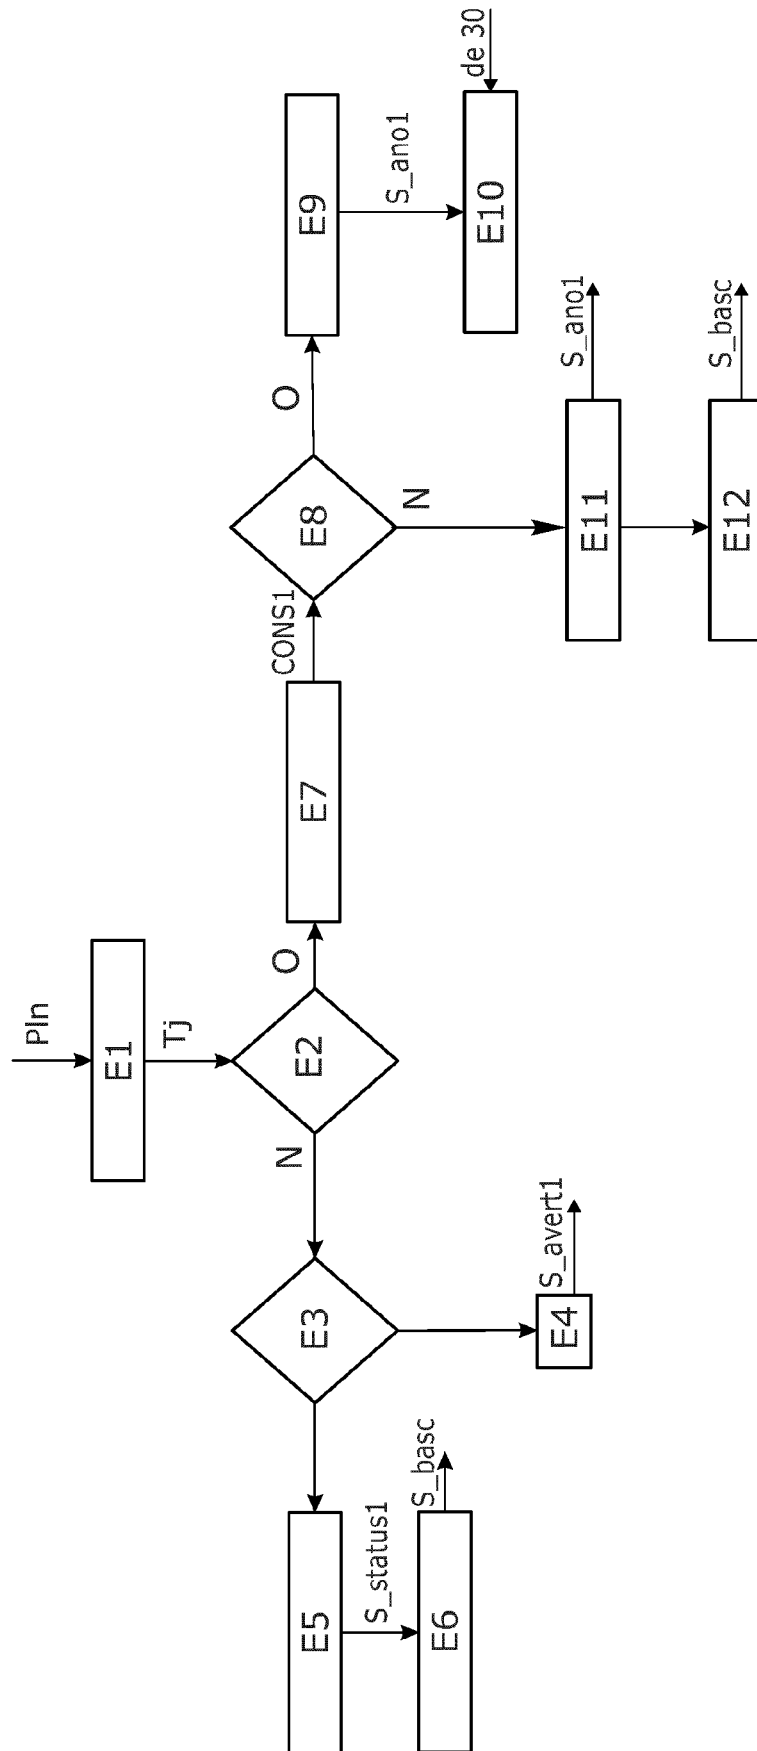 Pln
E1
Tj
E2
N
O
E3
E4
S_avert1
E5
S_status1
E6
S_basc
E7
CONS1
E8
O
N
E9
S_ano1
E10
de 30
E11
S_ano1
E12
S_basc